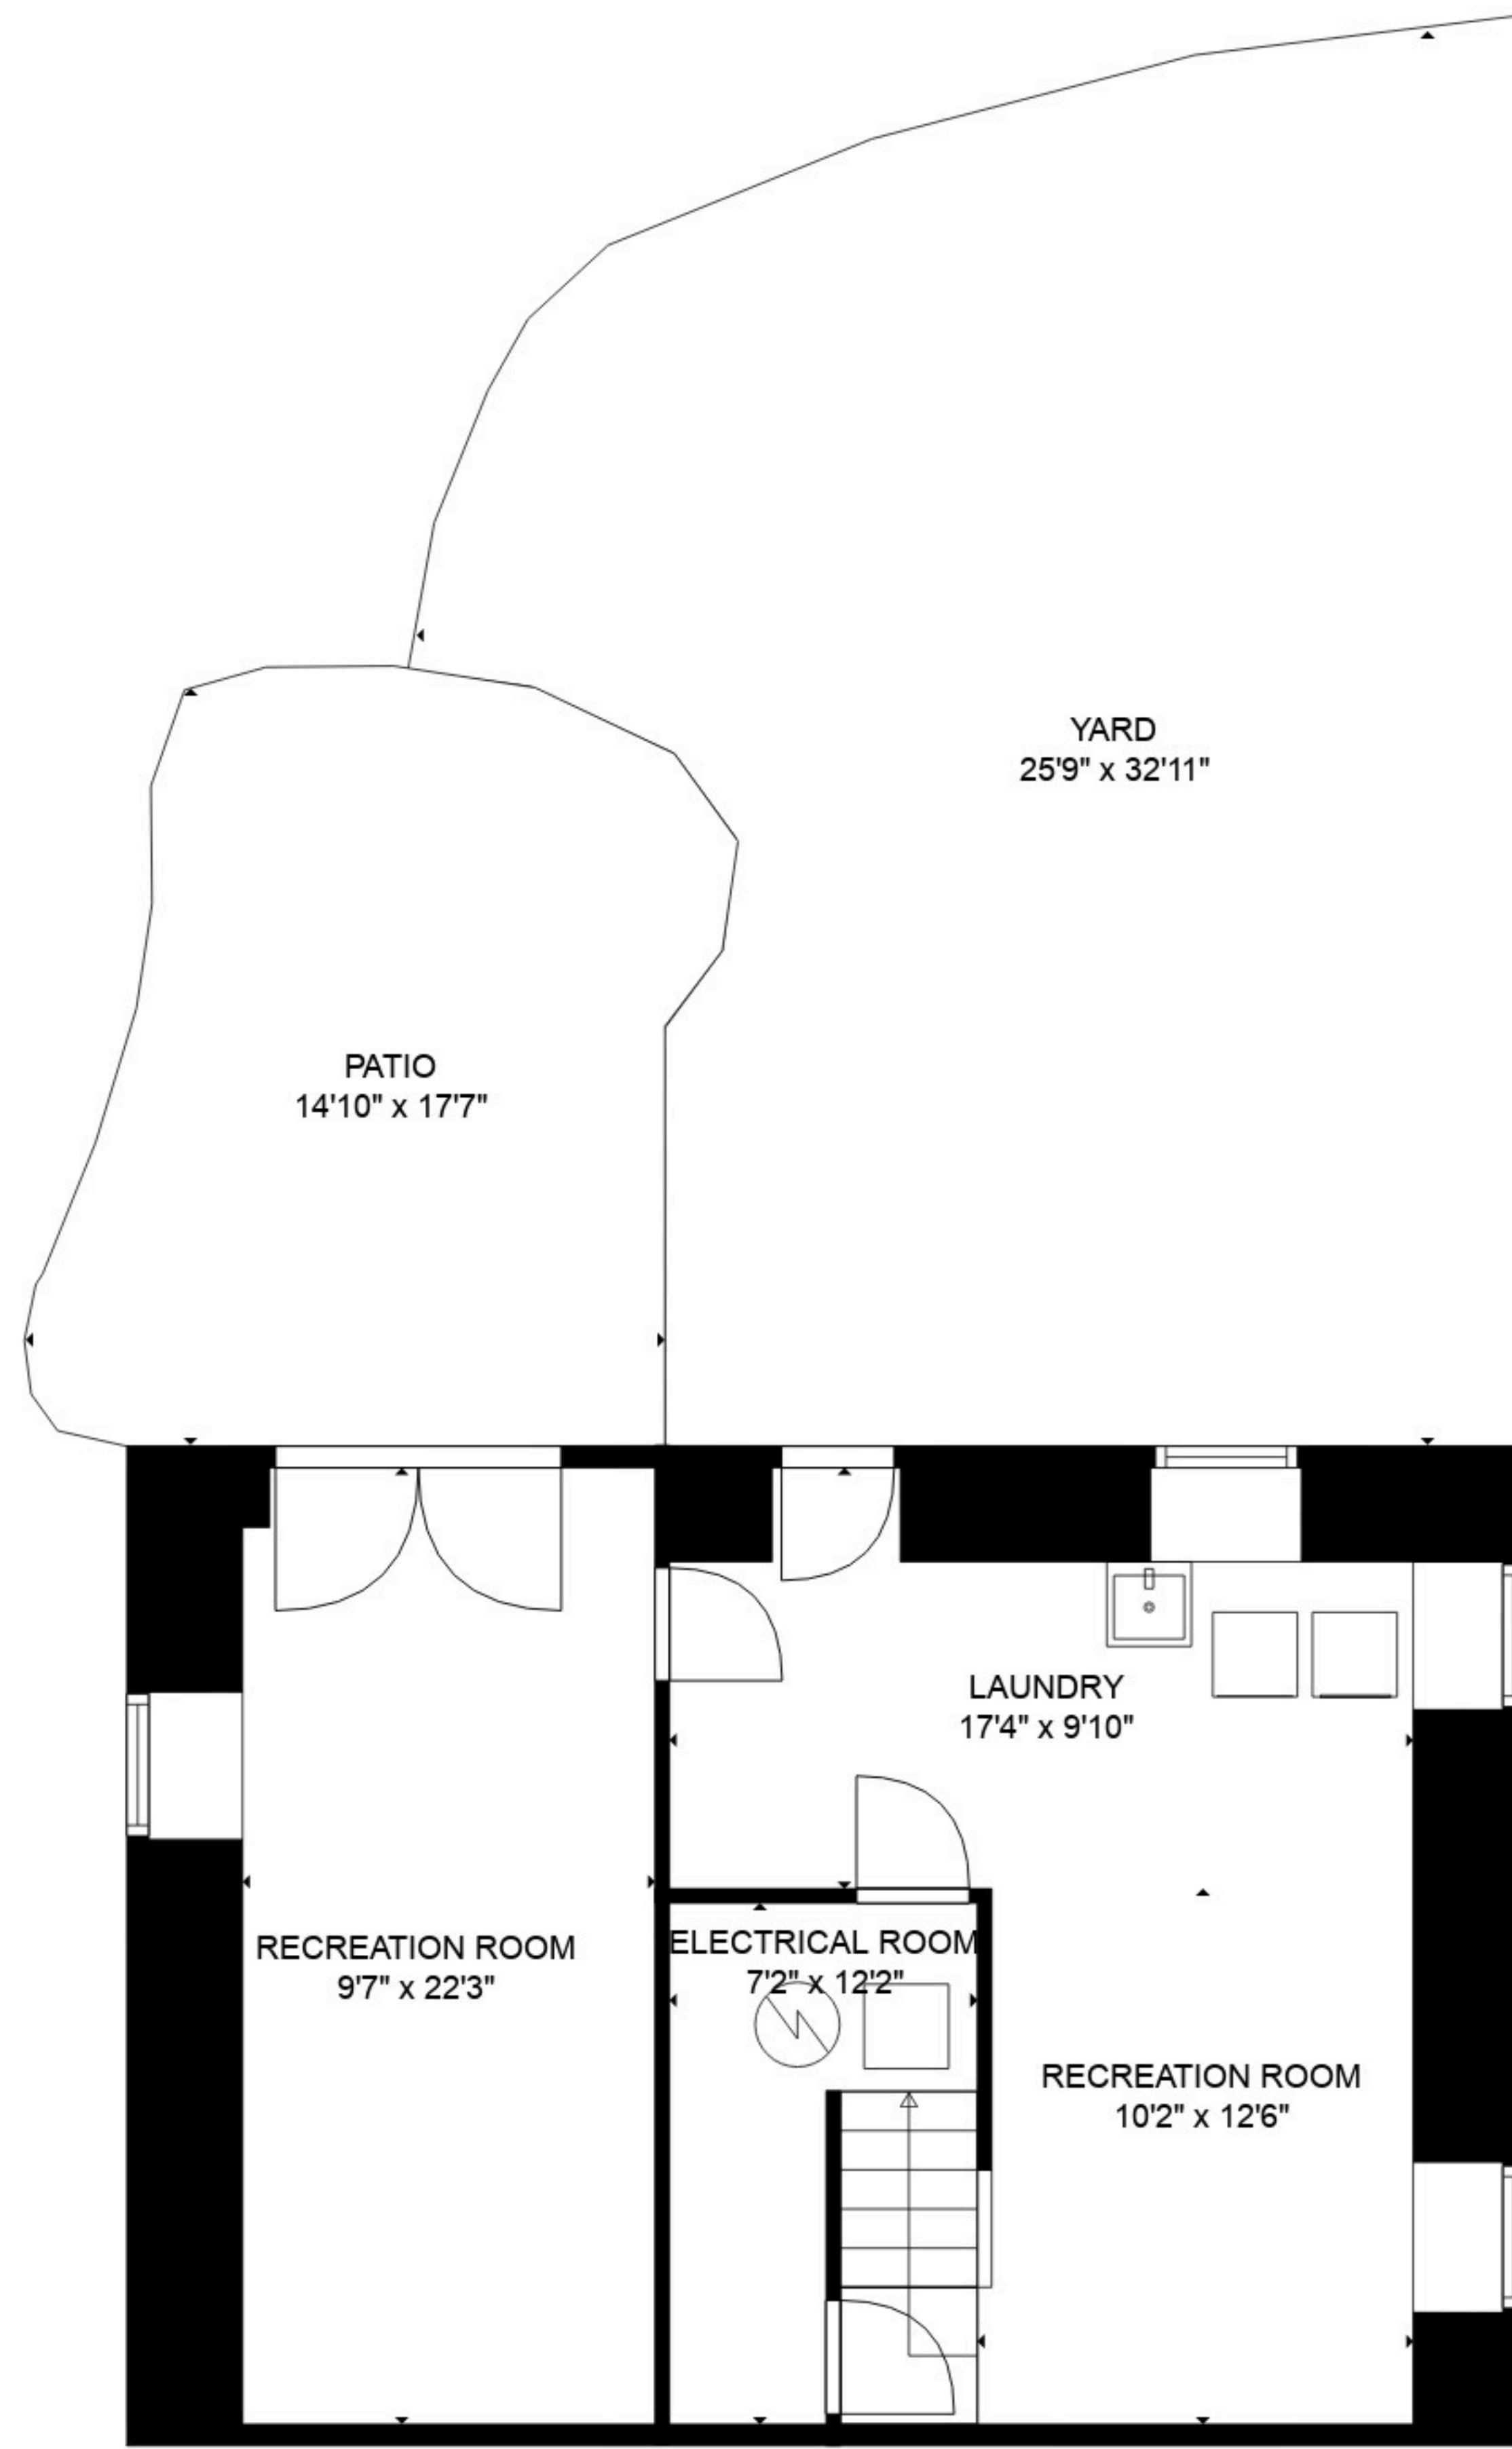 YARD
25'9" x 32'11"
PATIO
14'10" x 17'7"
LAUNDRY
17'4" x 9'10"
RECREATION ROOM
9'7" x 22'3"
ELECTRICAL ROOM
7'2" x 12'2"
RECREATION ROOM
10'2" x 12'6"